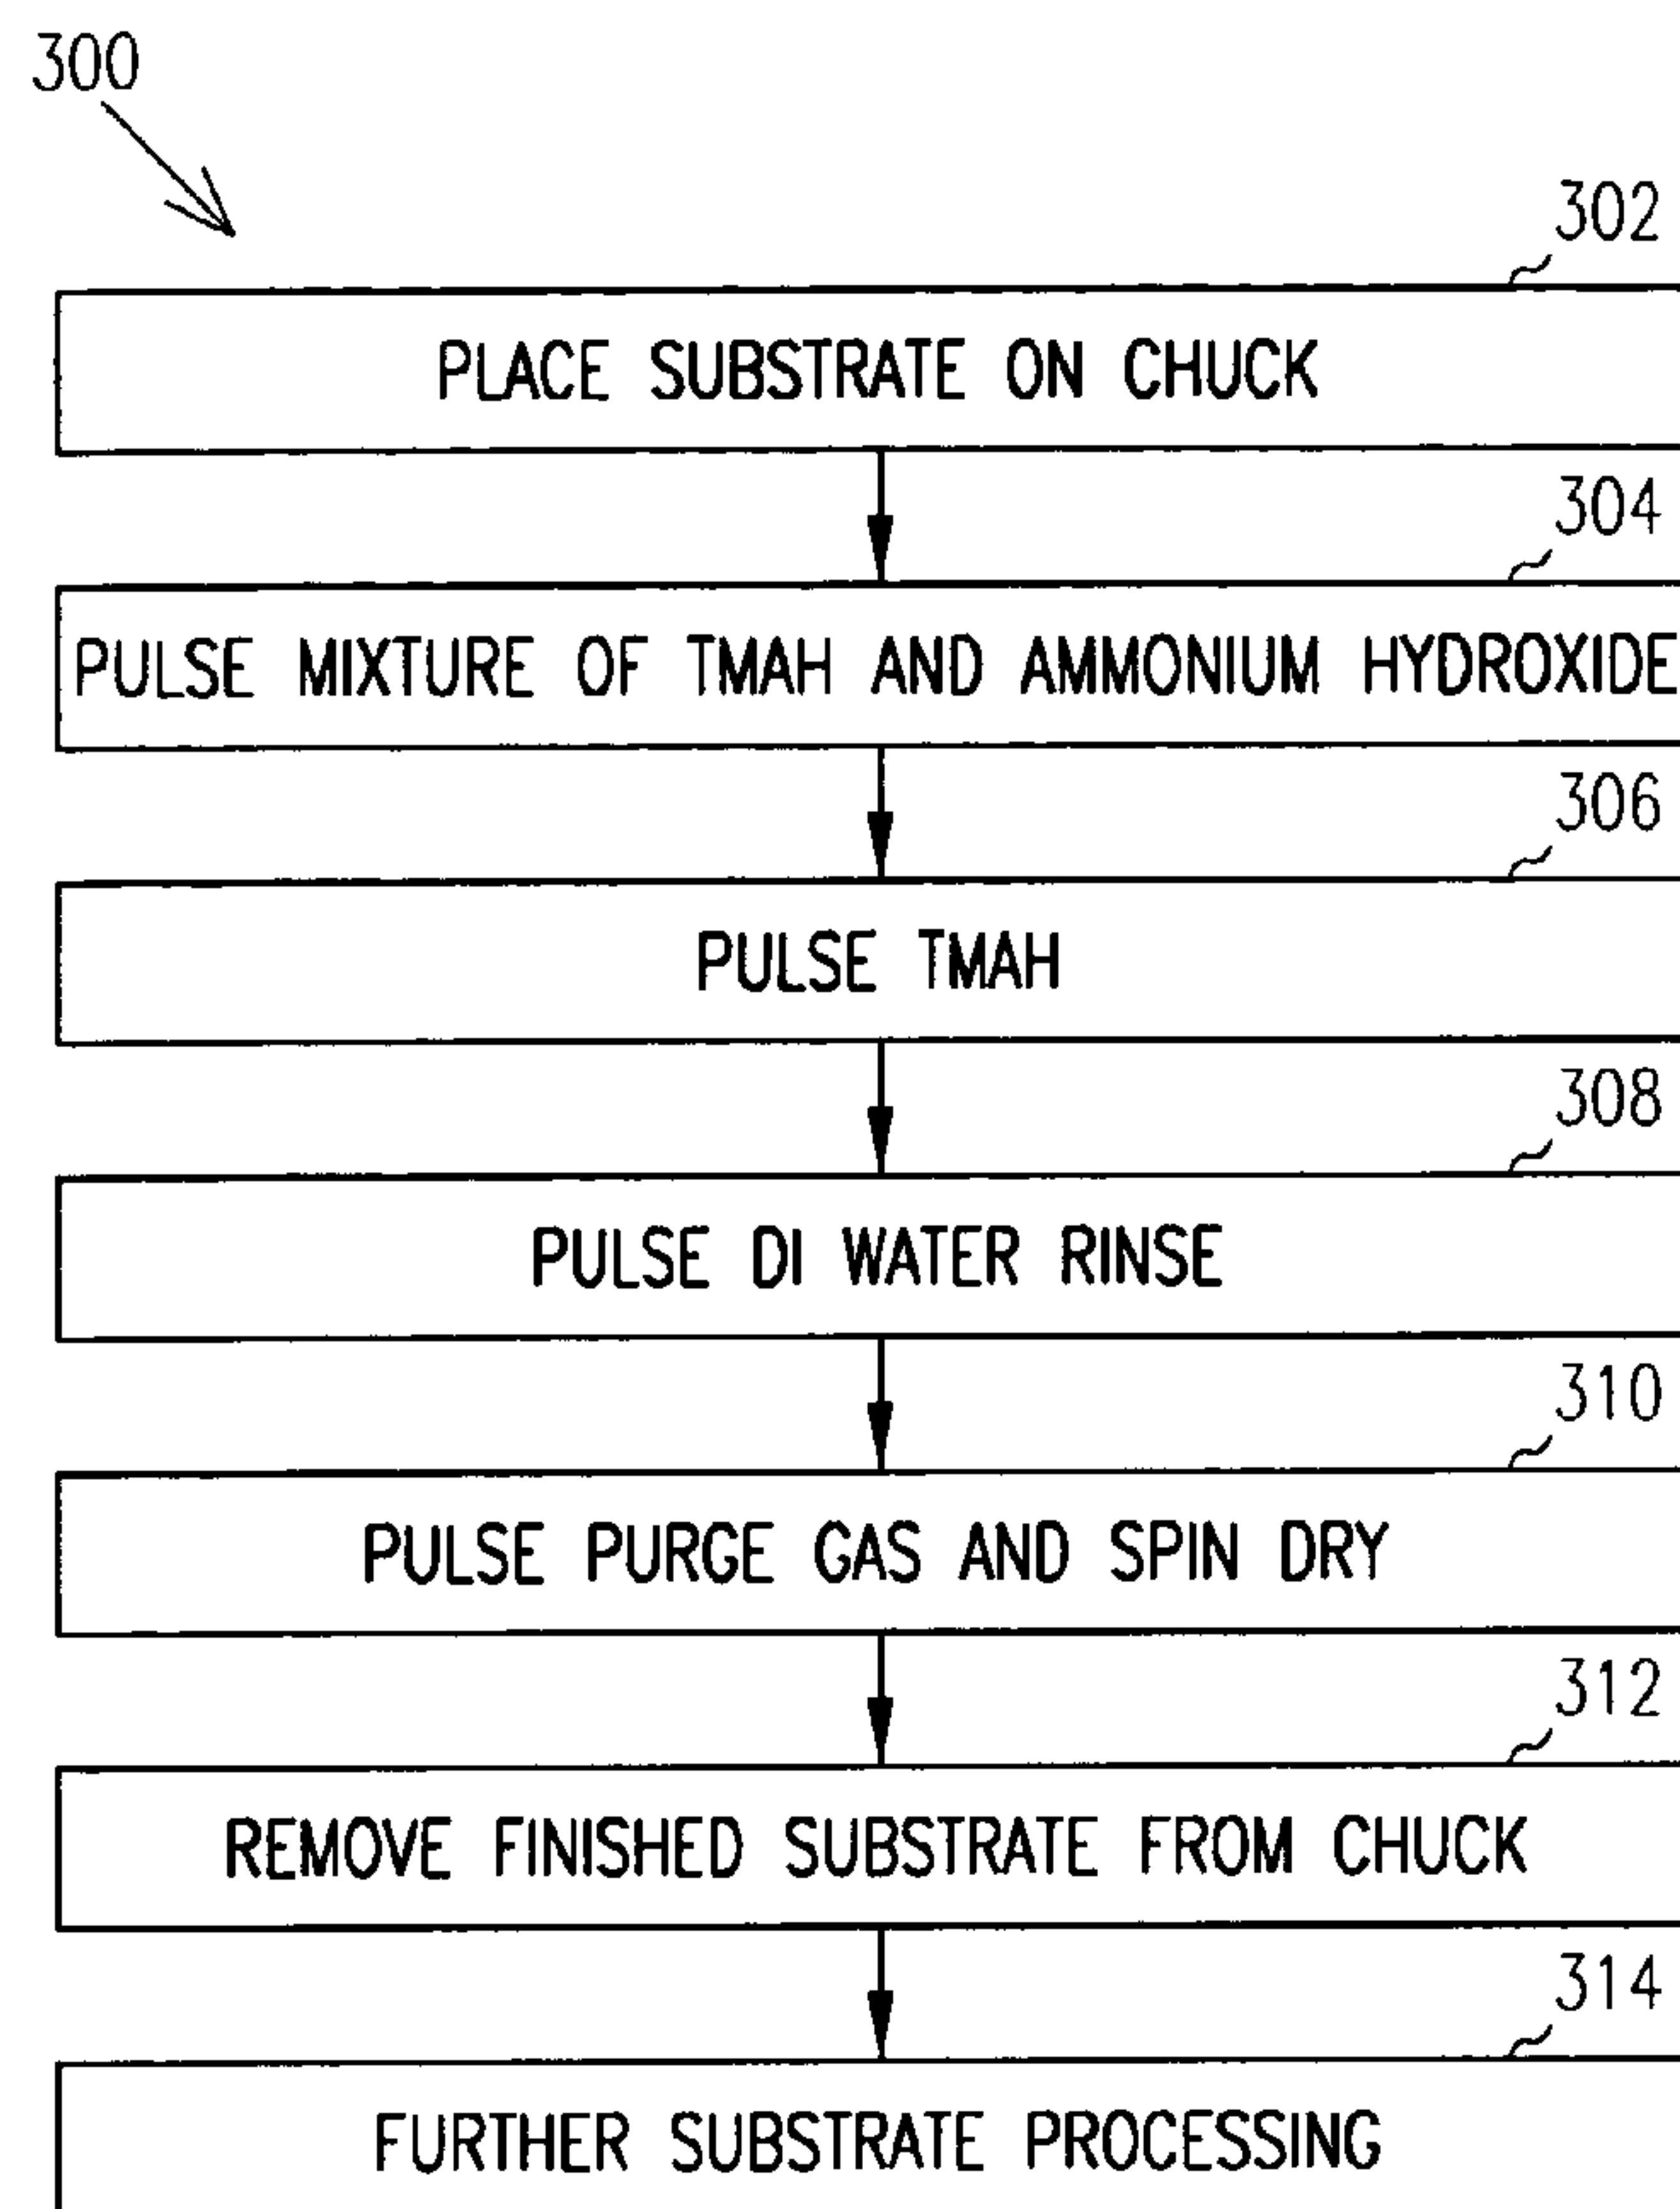 300
302
PLACE SUBSTRATE ON CHUCK
304
PULSE MIXTURE OF TMAH AND AMMONIUM HYDROXIDE
306
PULSE TMAH
308
PULSE DI WATER RINSE
310
PULSE PURGE GAS AND SPIN DRY
312
REMOVE FINISHED SUBSTRATE FROM CHUCK
314
FURTHER SUBSTRATE PROCESSING